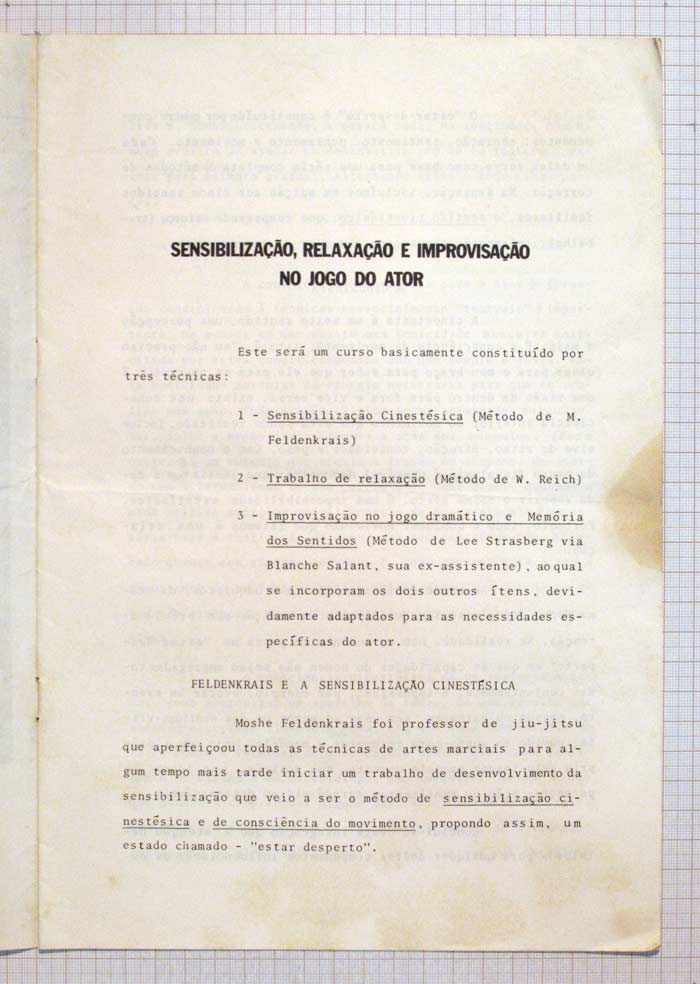 SENSIBILIZAÇÃO, RELAXAÇÃO E IMPROVISAÇÃO
NO JOGO DO ATOR
Este será um curso basicamente constituído por
três técnicas:
1 - Sensibilização Cinestésica (Método de M.
Feldenkrais)
2 - Trabalho de relaxação (Método de W. Reich)
3 - Improvisação no jogo dramático e Memória
dos Sentidos (Método de Lee Strasberg via
Blanche Salant, sua ex-assistente), ao qual
se incorporam os dois outros ítens, devi-
damente adaptados para as necessidades es-
pecíficas do ator.
FELDENKRAIS E A SENSIBILIZAÇÃO CINESTÉSICA
Moshe Feldenkrais foi professor de jiu-jitsu
que aperfeiçoou todas as técnicas de artes marciais para al-
gum tempo mais tarde iniciar um trabalho de desenvolvimento da
sensibilização que veio a ser o método de sensibilização ci-
nestésica e de consciência do movimento, propondo assim, um
estado chamado - "estar desperto".